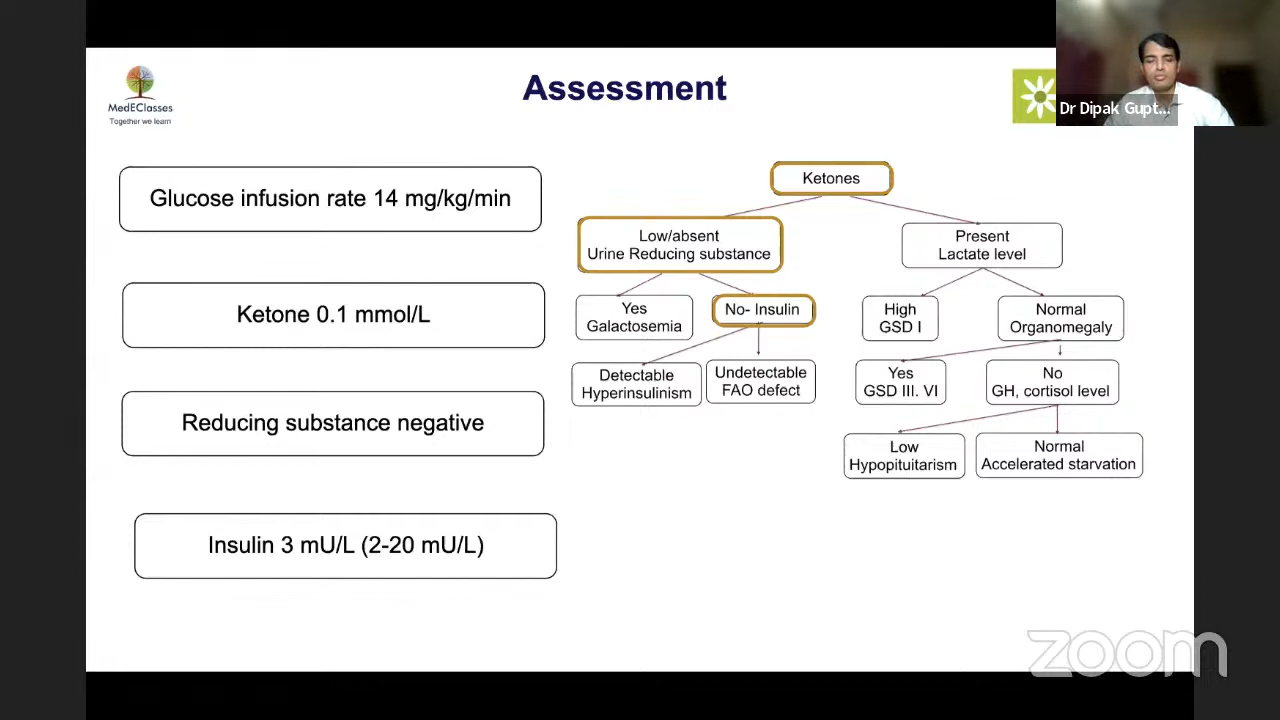 MedEClasses
Together we learn
Assessment
Dr Dipak Gupt...
Glucose infusion rate 14 mg/kg/min
Ketone 0.1 mmol/L
Reducing substance negative
Insulin 3 mU/L (2-20 mU/L)
Ketones
Low/absent
Urine Reducing substance
Present
Lactate level
Yes
Galactosemia
No- Insulin
High
GSD I
Normal
Organomegaly
Detectable
Hyperinsulinism
Undetectable
FAO defect
Yes
GSD III. VI
No
GH, cortisol level
Low
Hypopituitarism
Normal
Accelerated starvation
zoom